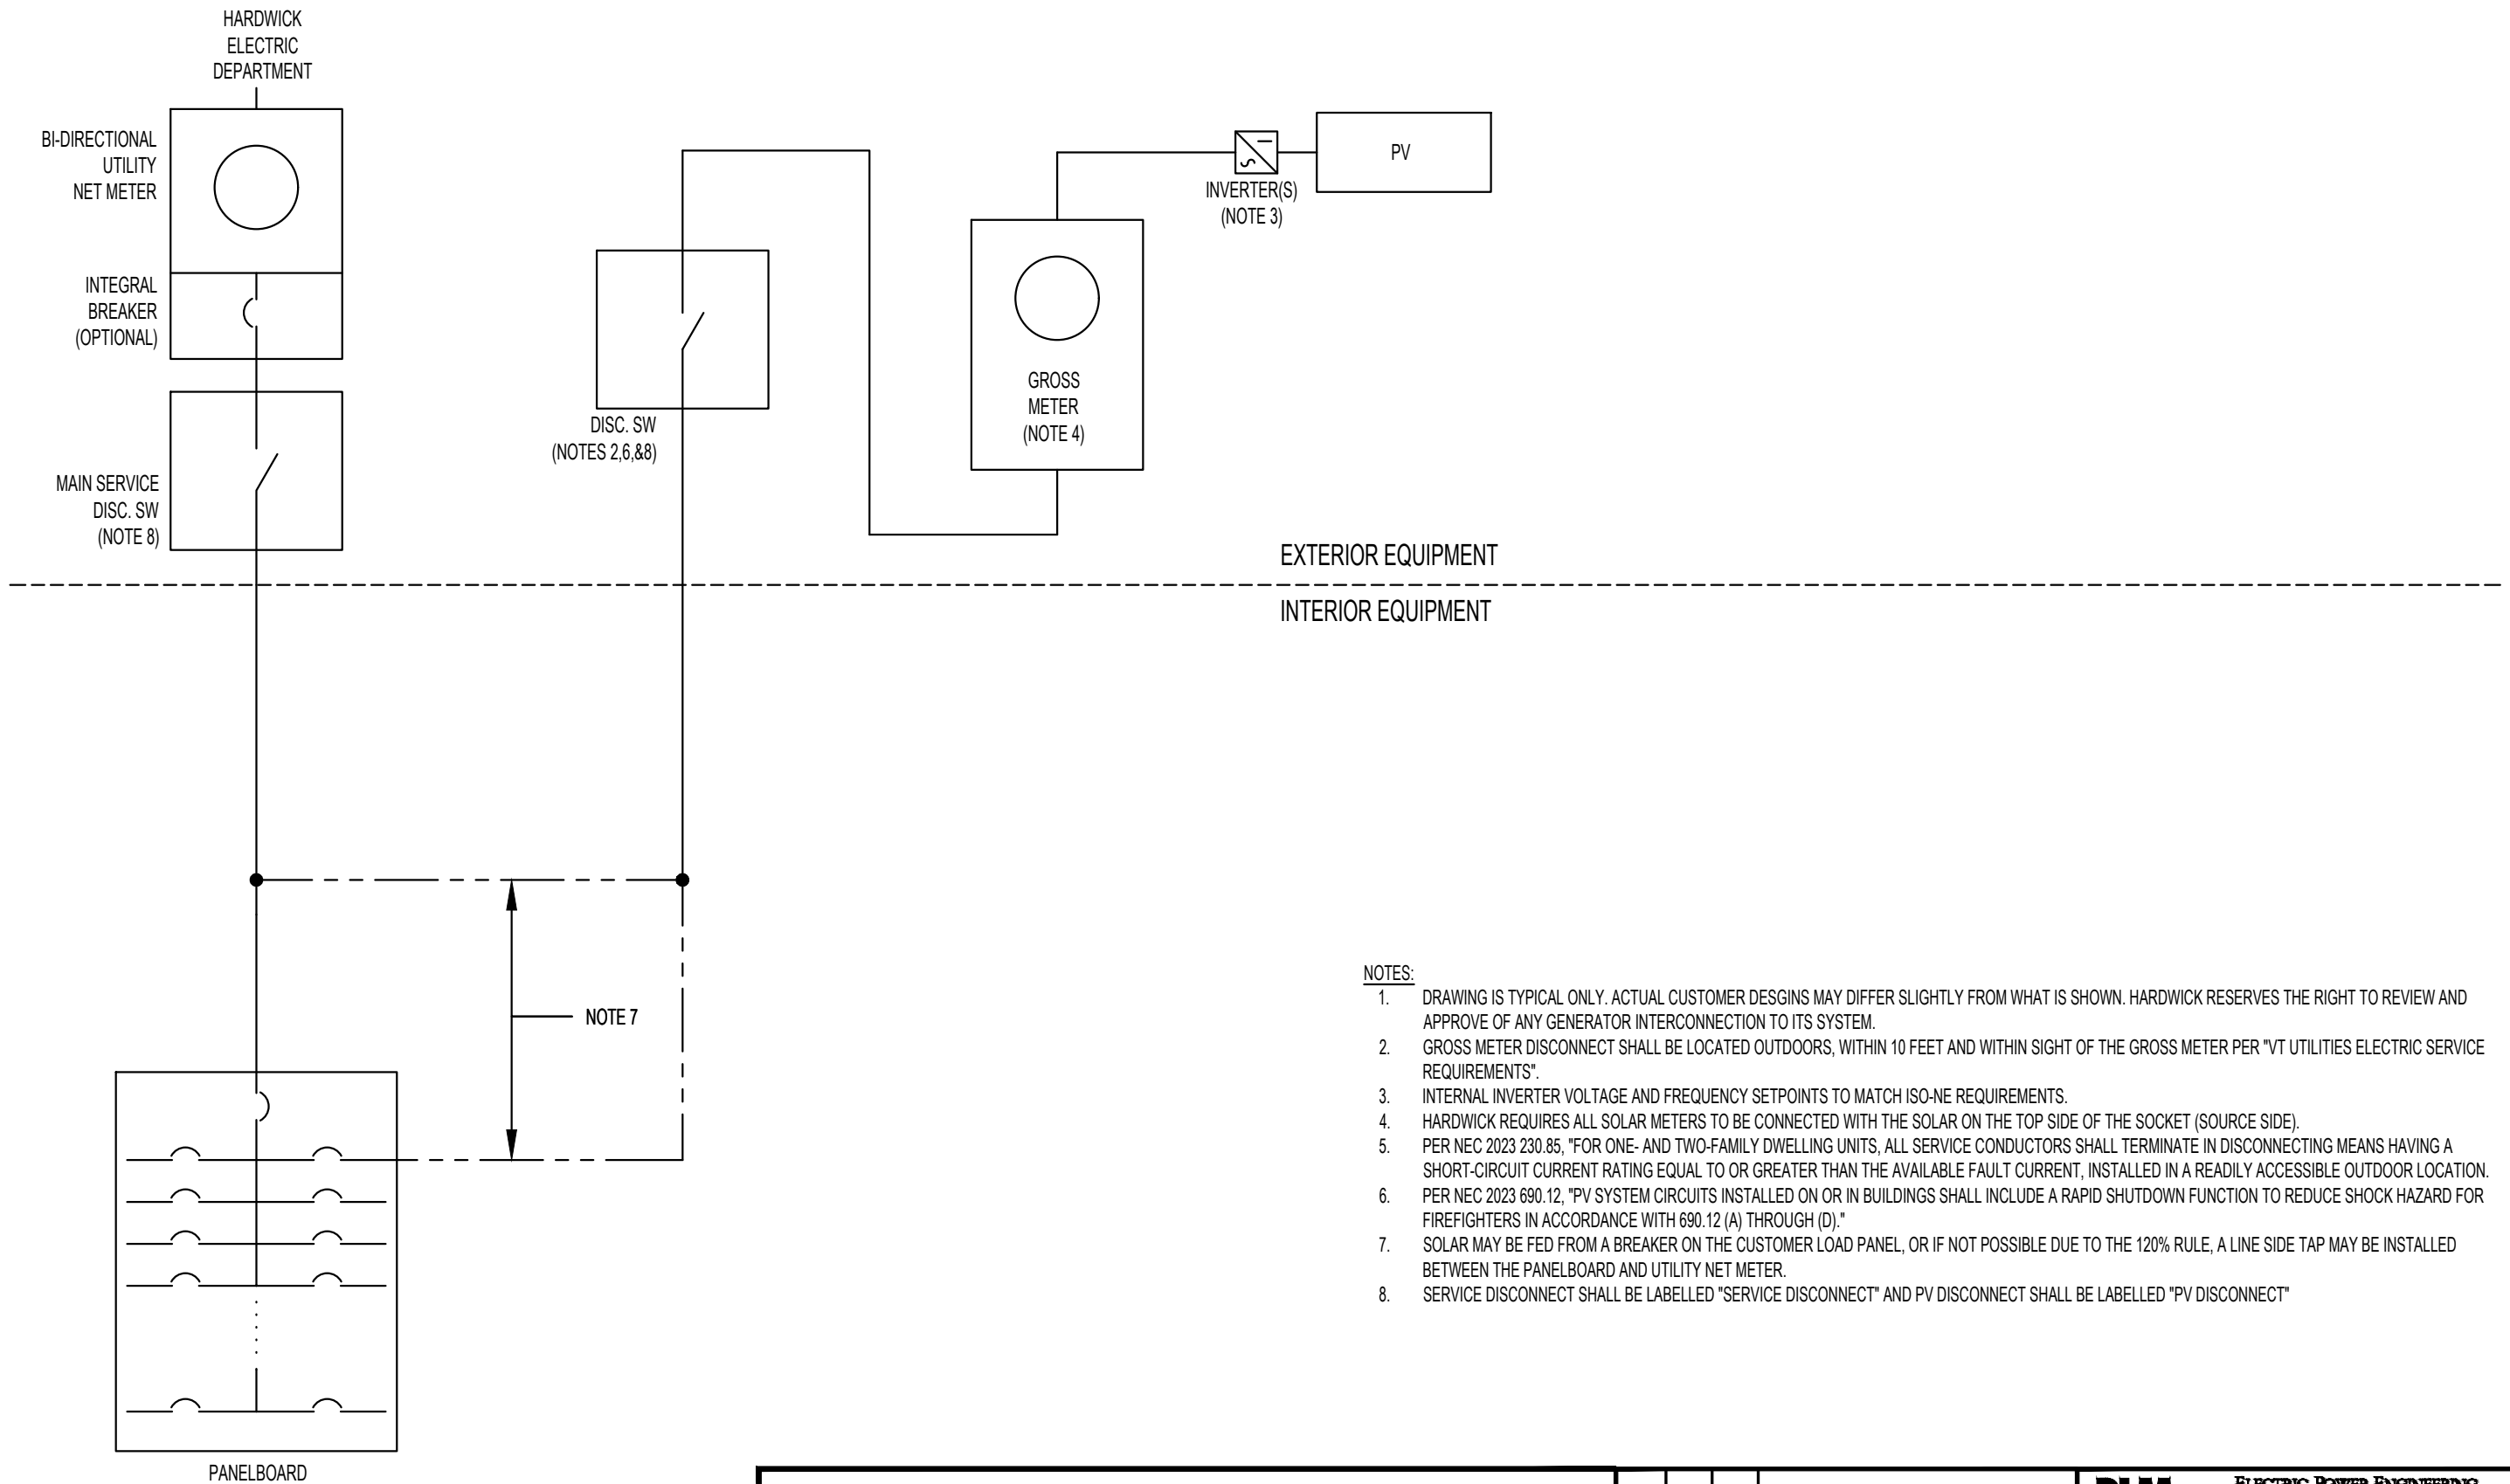 HARDWICK
ELECTRIC
DEPARTMENT
BI-DIRECTIONAL
UTILITY
NET METER
INTEGRAL
BREAKER
(OPTIONAL)
MAIN SERVICE
DISC. SW
(NOTE 8)
DISC. SW
(NOTES 2,6,&8)
GROSS
METER
(NOTE 4)
INVERTER(S)
(NOTE 3)
PV
EXTERIOR EQUIPMENT
INTERIOR EQUIPMENT
NOTE 7
PANELBOARD
NOTES:
1. DRAWING IS TYPICAL ONLY. ACTUAL CUSTOMER DESGINS MAY DIFFER SLIGHTLY FROM WHAT IS SHOWN. HARDWICK RESERVES THE RIGHT TO REVIEW AND
APPROVE OF ANY GENERATOR INTERCONNECTION TO ITS SYSTEM.
2. GROSS METER DISCONNECT SHALL BE LOCATED OUTDOORS, WITHIN 10 FEET AND WITHIN SIGHT OF THE GROSS METER PER "VT UTILITIES ELECTRIC SERVICE
REQUIREMENTS".
3. INTERNAL INVERTER VOLTAGE AND FREQUENCY SETPOINTS TO MATCH ISO-NE REQUIREMENTS.
4. HARDWICK REQUIRES ALL SOLAR METERS TO BE CONNECTED WITH THE SOLAR ON THE TOP SIDE OF THE SOCKET (SOURCE SIDE).
5. PER NEC 2023 230.85, "FOR ONE- AND TWO-FAMILY DWELLING UNITS, ALL SERVICE CONDUCTORS SHALL TERMINATE IN DISCONNECTING MEANS HAVING A
SHORT-CIRCUIT CURRENT RATING EQUAL TO OR GREATER THAN THE AVAILABLE FAULT CURRENT, INSTALLED IN A READILY ACCESSIBLE OUTDOOR LOCATION.
6. PER NEC 2023 690.12, "PV SYSTEM CIRCUITS INSTALLED ON OR IN BUILDINGS SHALL INCLUDE A RAPID SHUTDOWN FUNCTION TO REDUCE SHOCK HAZARD FOR
FIREFIGHTERS IN ACCORDANCE WITH 690.12 (A) THROUGH (D)."
7. SOLAR MAY BE FED FROM A BREAKER ON THE CUSTOMER LOAD PANEL, OR IF NOT POSSIBLE DUE TO THE 120% RULE, A LINE SIDE TAP MAY BE INSTALLED
BETWEEN THE PANELBOARD AND UTILITY NET METER.
8. SERVICE DISCONNECT SHALL BE LABELLED "SERVICE DISCONNECT" AND PV DISCONNECT SHALL BE LABELLED "PV DISCONNECT"
ELECTRIC POWER ENGINEERING